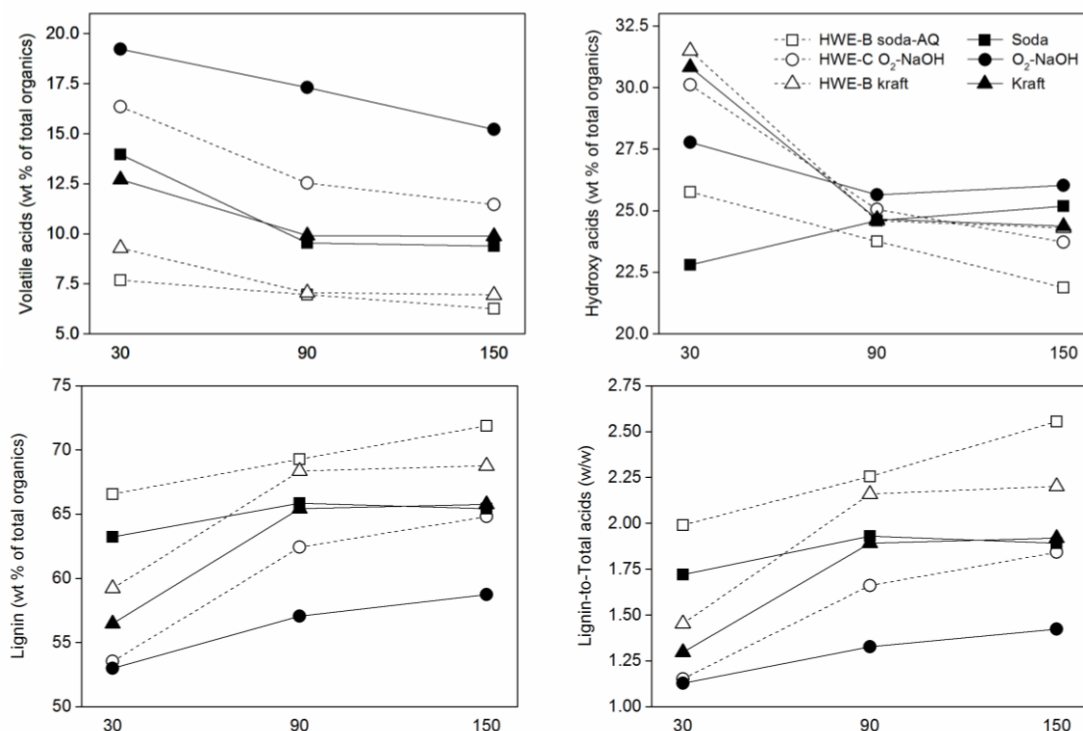 Volatile acids (wt % of total organics)
20.0
17.5
15.0
12.5
10.0
7.5
5.0
30 90 150
Hydroxy acids (wt % of total organics)
32.5
30.0
27.5
25.0
22.5
20.0
HWE-B soda-AQ Soda
HWE-C O₂-NaOH O₂-NaOH
HWE-B kraft Kraft
30 90 150
Lignin (wt % of total organics)
75
70
65
60
55
50
30 90 150
Lignin-to-Total acids (w/w)
2.75
2.50
2.25
2.00
1.75
1.50
1.25
1.00
30 90 150